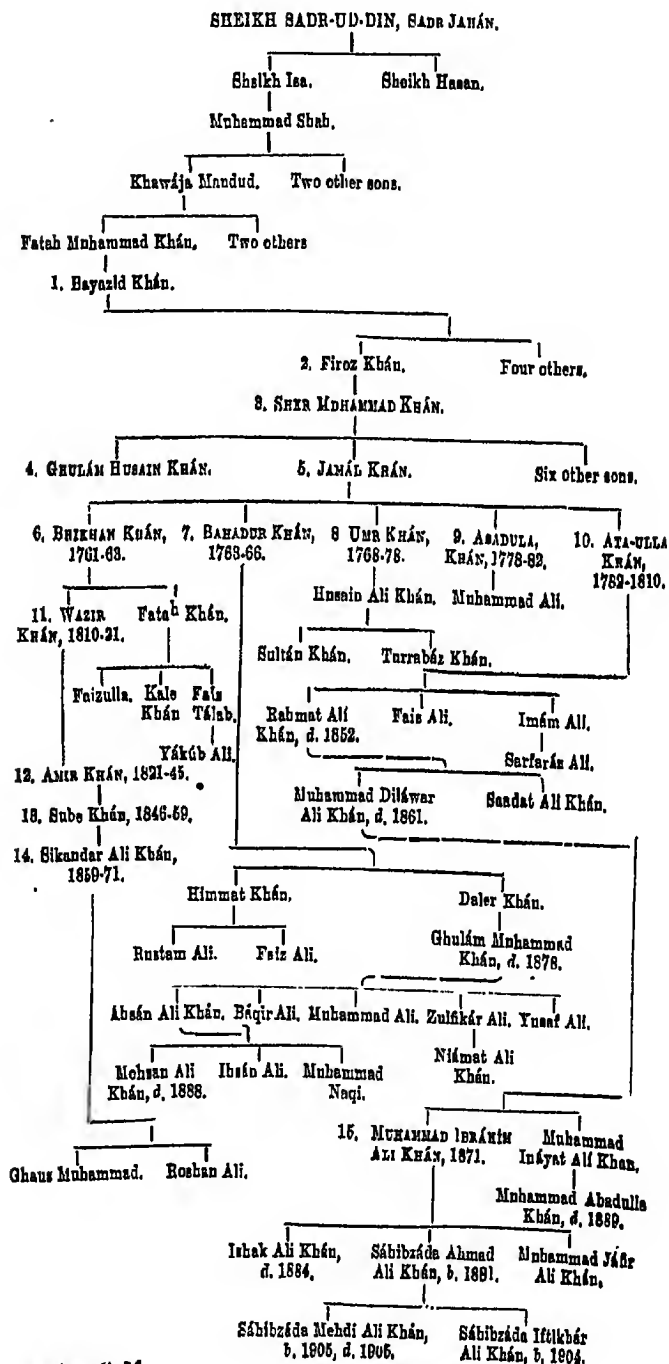 SHEIKH SADR-UD-DIN, SADR JAHÁN.
Sheikh Isa. Sheikh Hasan.
Muhammad Shah.
Khawája Maudud. Two other sons.
Fatah Muhammad Khán. Two others
1. Bayazid Khán.
2. Firoz Khán. Four others.
3. SHER MUHAMMAD KHÁN.
4. GHULÁM HUSAIN KHÁN. 5. JAMÁL KHÁN. Six other sons.
6. BHIKHAN KHÁN, 7. BAHADUR KHÁN, 8 UMR KHÁN, 9. ASADULA, 10. ATA-ULLA
1761-63. 1763-66. 1768-78. KHÁN, 1778-82. KHÁN,
1782-1810.
Husain Ali Khán. Muhammad Ali.
11. WAZIR Fatah Khán.
KHÁN, 1810-21.
Sultán Khán. Turrabáz Khán.
Faizulla. Kale Faiz
Khán Tálab.
Rahmat Alí Faiz Ali. Imám Ali.
Khán, d. 1852.
Yákúb Ali. Sarfaráz Ali.
12. AMIR KHÁN, 1821-45.
Muhammad Diláwar Saadat Ali Khán.
Ali Khán, d. 1861.
13. Sube Khán, 1846-59.
14. Sikandar Ali Khán,
1859-71.
Himmat Khán. Daler Khán.
Rustam Ali. Faiz Ali. Ghulám Muhammad
Khán, d. 1878.
Ahsán Ali Khán. Báqir Ali. Muhammad Ali. Zulfikár Ali. Yusaf Ali.
Mohsan Ali Ihsán Ali. Muhammad Niámat Ali
Khán, d. 1888. Naqi. Khán.
15. MUHAMMAD IBRÁHIM Muhammad
ALI KHÁN, 1871. Ináyat Alí Khan.
Ghaus Muhammad. Roshan Ali.
Muhammad Abadulla
Khán, d. 1889.
Ishak Ali Khán, Sáhibzáda Ahmad Muhammad Jáfir
d. 1884. Ali Khán, b. 1881. Ali Khán.
Sáhibzáda Mehdi Ali Khán, Sáhibzáda Iftikhár
b. 1905, d. 1905. Ali Khán, b. 1904.